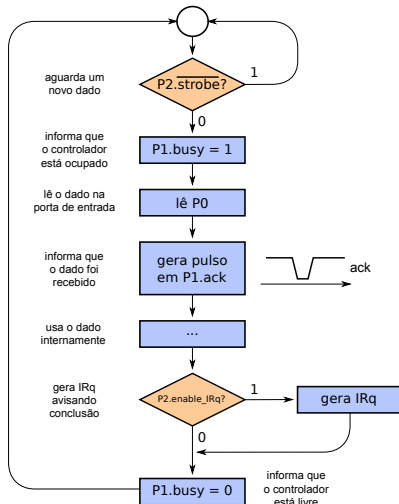 aguarda um
novo dado
P2.strobe?
1
0
informa que
o controlador
está ocupado
P1.busy = 1
lê o dado na
porta de entrada
lê P0
informa que
o dado foi
recebido
gera pulso
em P1.ack
ack
usa o dado
internamente
...
gera IRq
avisando
conclusão
P2.enable_IRq?
1
gera IRq
0
P1.busy = 0
informa que
o controlador
está livre